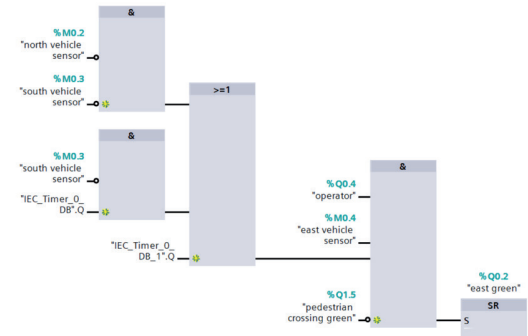 &
%M0.2
"north vehicle
sensor"
%M0.3
"south vehicle
sensor"
>=1
&
%M0.3
"south vehicle
sensor"
"IEC_Timer_0_
DB".Q
&
%Q0.4
"operator"
%M0.4
"east vehicle
sensor"
"IEC_Timer_0_
DB_1".Q
%Q1.5
"pedestrian
crossing green"
%Q0.2
"east green"
SR
S